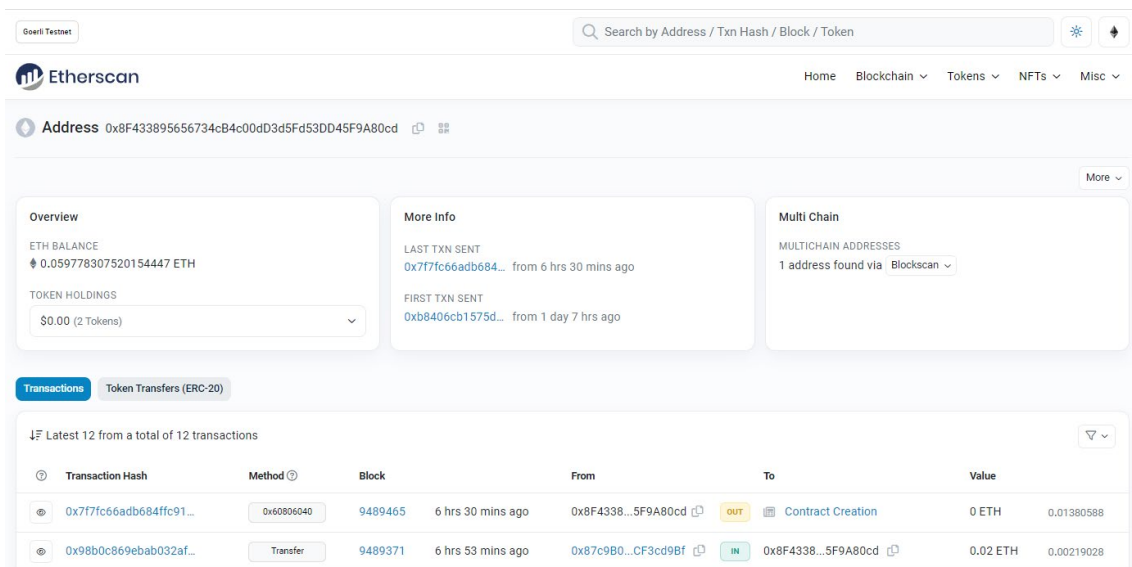 Goerli Testnet
Search by Address / Txn Hash / Block / Token
Etherscan
Home Blockchain Tokens NFTs Misc
Address 0x8F433895656734cB4c00dD3d5Fd53DD45F9A80cd
More
Overview
ETH BALANCE
0.059778307520154447 ETH
TOKEN HOLDINGS
$0.00 (2 Tokens)
More Info
LAST TXN SENT
0x7f7fc66adb684... from 6 hrs 30 mins ago
FIRST TXN SENT
0xb8406cb1575d... from 1 day 7 hrs ago
Multi Chain
MULTICHAIN ADDRESSES
1 address found via Blockscan
Transactions Token Transfers (ERC-20)
Latest 12 from a total of 12 transactions
Transaction Hash Method Block From To Value
0x7f7fc66adb684ffc91... 0x60806040 9489465 6 hrs 30 mins ago 0x8F4338...5F9A80cd OUT Contract Creation 0 ETH 0.01380588
0x98b0c869ebab032af... Transfer 9489371 6 hrs 53 mins ago 0x87c9B0...CF3cd9Bf IN 0x8F4338...5F9A80cd 0.02 ETH 0.00219028